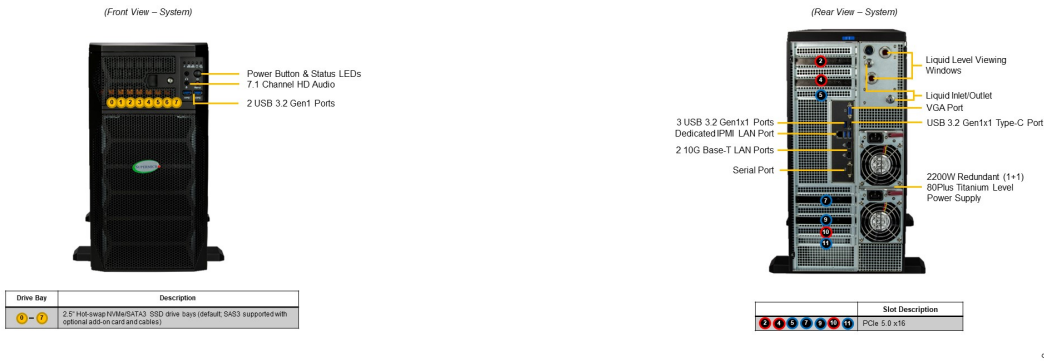 (Front View – System)
Power Button & Status LEDs
7.1 Channel HD Audio
2 USB 3.2 Gen1 Ports
0 1 2 3 4 5 6 7
Drive Bay
Description
0 – 7
2.5" Hot-swap NVMe/SATA3 SSD drive bays (default; SAS3 supported with
optional add-on card and cables)
(Rear View – System)
2
4
5
Liquid Level Viewing
Windows
Liquid Inlet/Outlet
VGA Port
USB 3.2 Gen1x1 Type-C Port
3 USB 3.2 Gen1x1 Ports
Dedicated IPMI LAN Port
2 10G Base-T LAN Ports
Serial Port
2200W Redundant (1+1)
80Plus Titanium Level
Power Supply
7
9
10
11
Slot Description
2 4 5 7 9 10 11
PCIe 5.0 x16